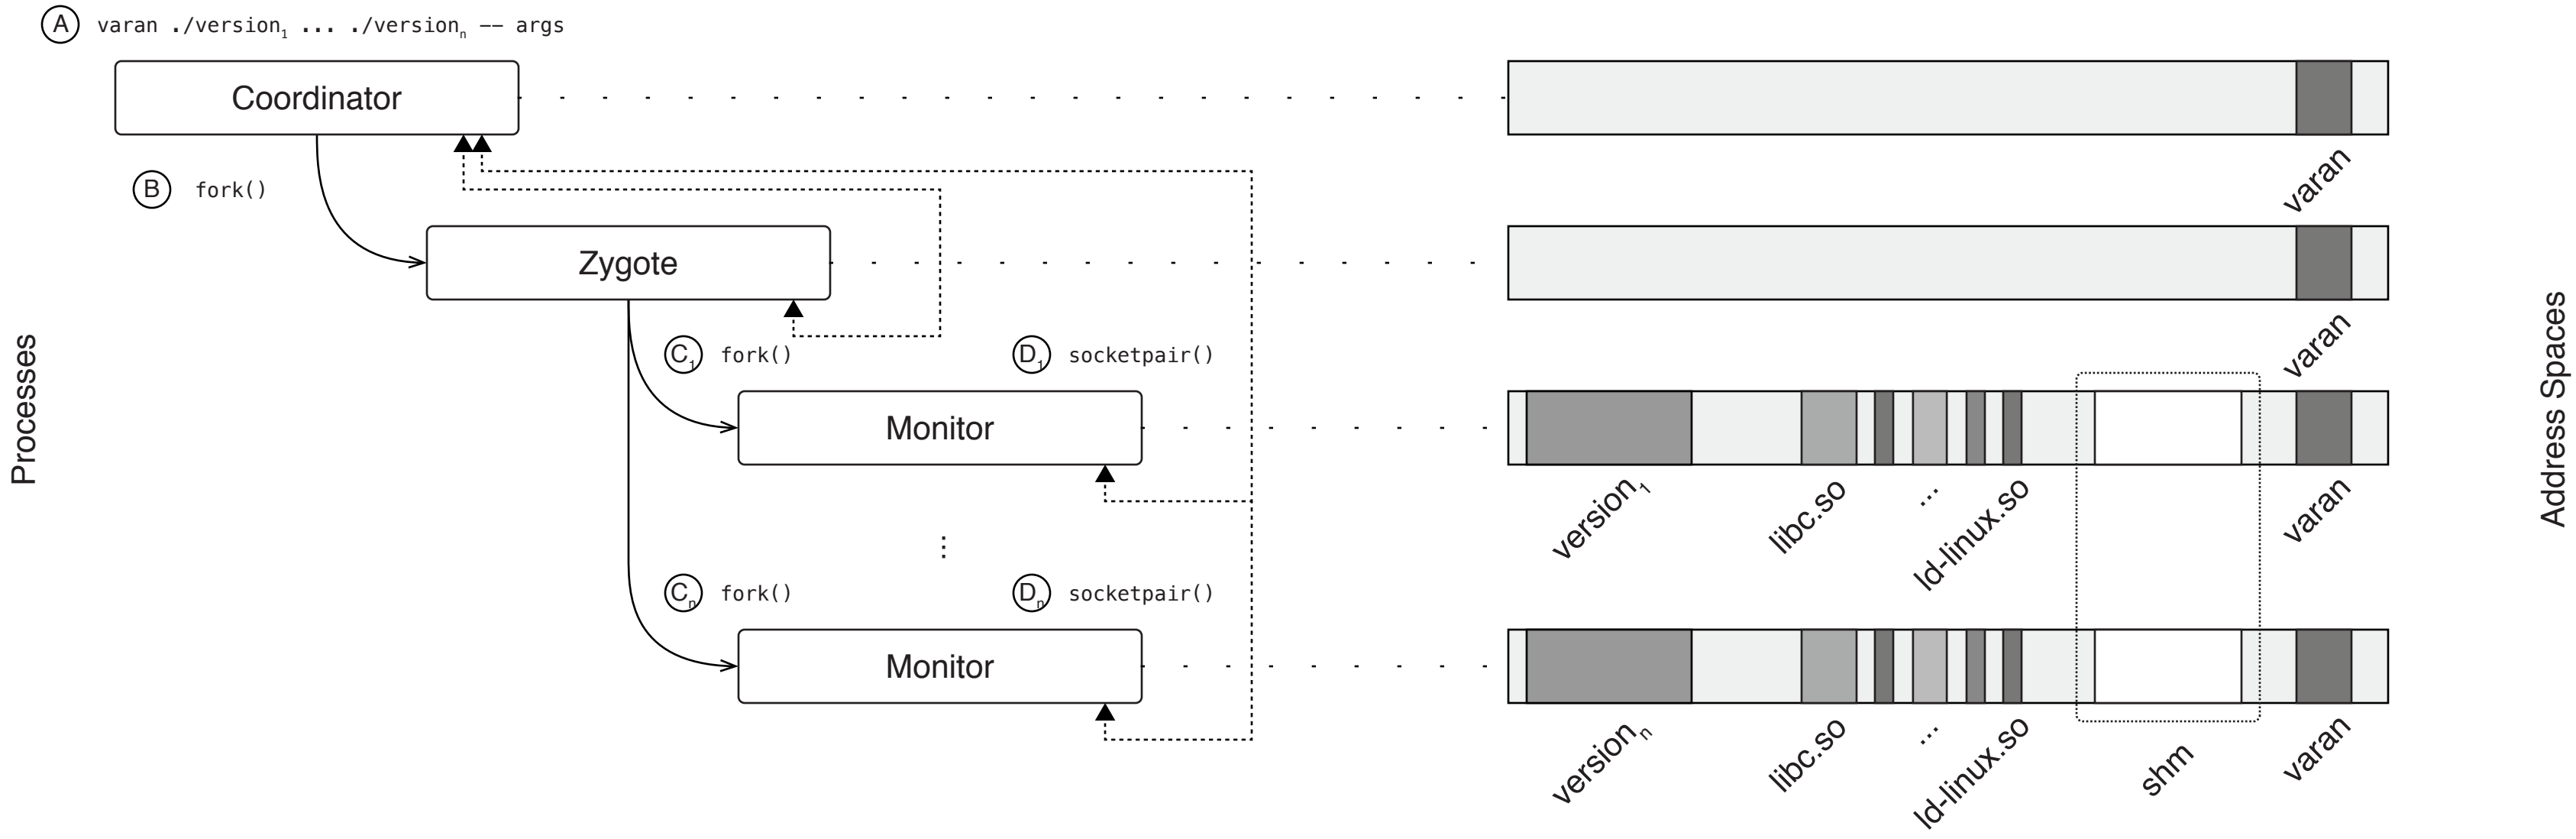 A varan ./version1 ... ./versionn -- args
Coordinator
varan
B fork()
Zygote
varan
C1 fork()
D1 socketpair()
Monitor
version1
libc.so
...
ld-linux.so
varan
⋮
Cn fork()
Dn socketpair()
Monitor
versionn
libc.so
...
ld-linux.so
shm
varan
Processes
Address Spaces